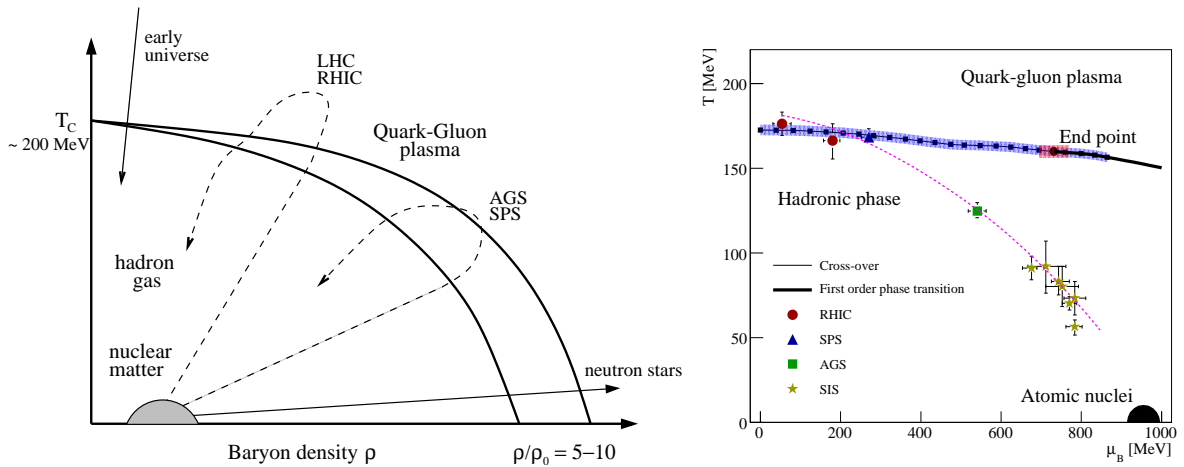 early
universe
LHC
RHIC
T_C
~ 200 MeV
Quark-Gluon
plasma
AGS
SPS
hadron
gas
nuclear
matter
neutron stars
Baryon density ρ
ρ/ρ_0 = 5−10
T [MeV]
200
150
100
50
0
Quark-gluon plasma
End point
Hadronic phase
Cross-over
First order phase transition
RHIC
SPS
AGS
SIS
Atomic nuclei
0 200 400 600 800 1000
μ_B [MeV]